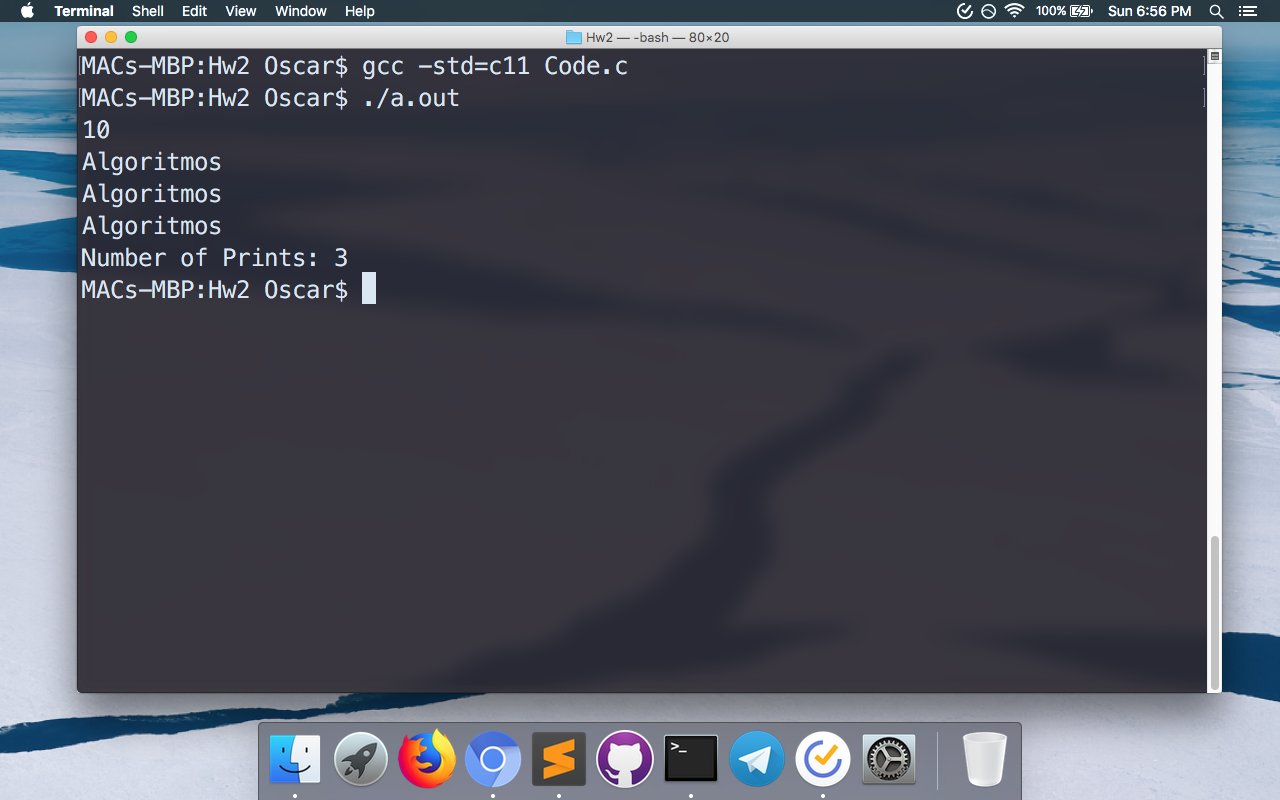 Terminal Shell Edit View Window Help 100% Sun 6:56 PM
Hw2 — -bash — 80×20
MACs-MBP:Hw2 Oscar$ gcc -std=c11 Code.c
MACs-MBP:Hw2 Oscar$ ./a.out
10
Algoritmos
Algoritmos
Algoritmos
Number of Prints: 3
MACs-MBP:Hw2 Oscar$
>_